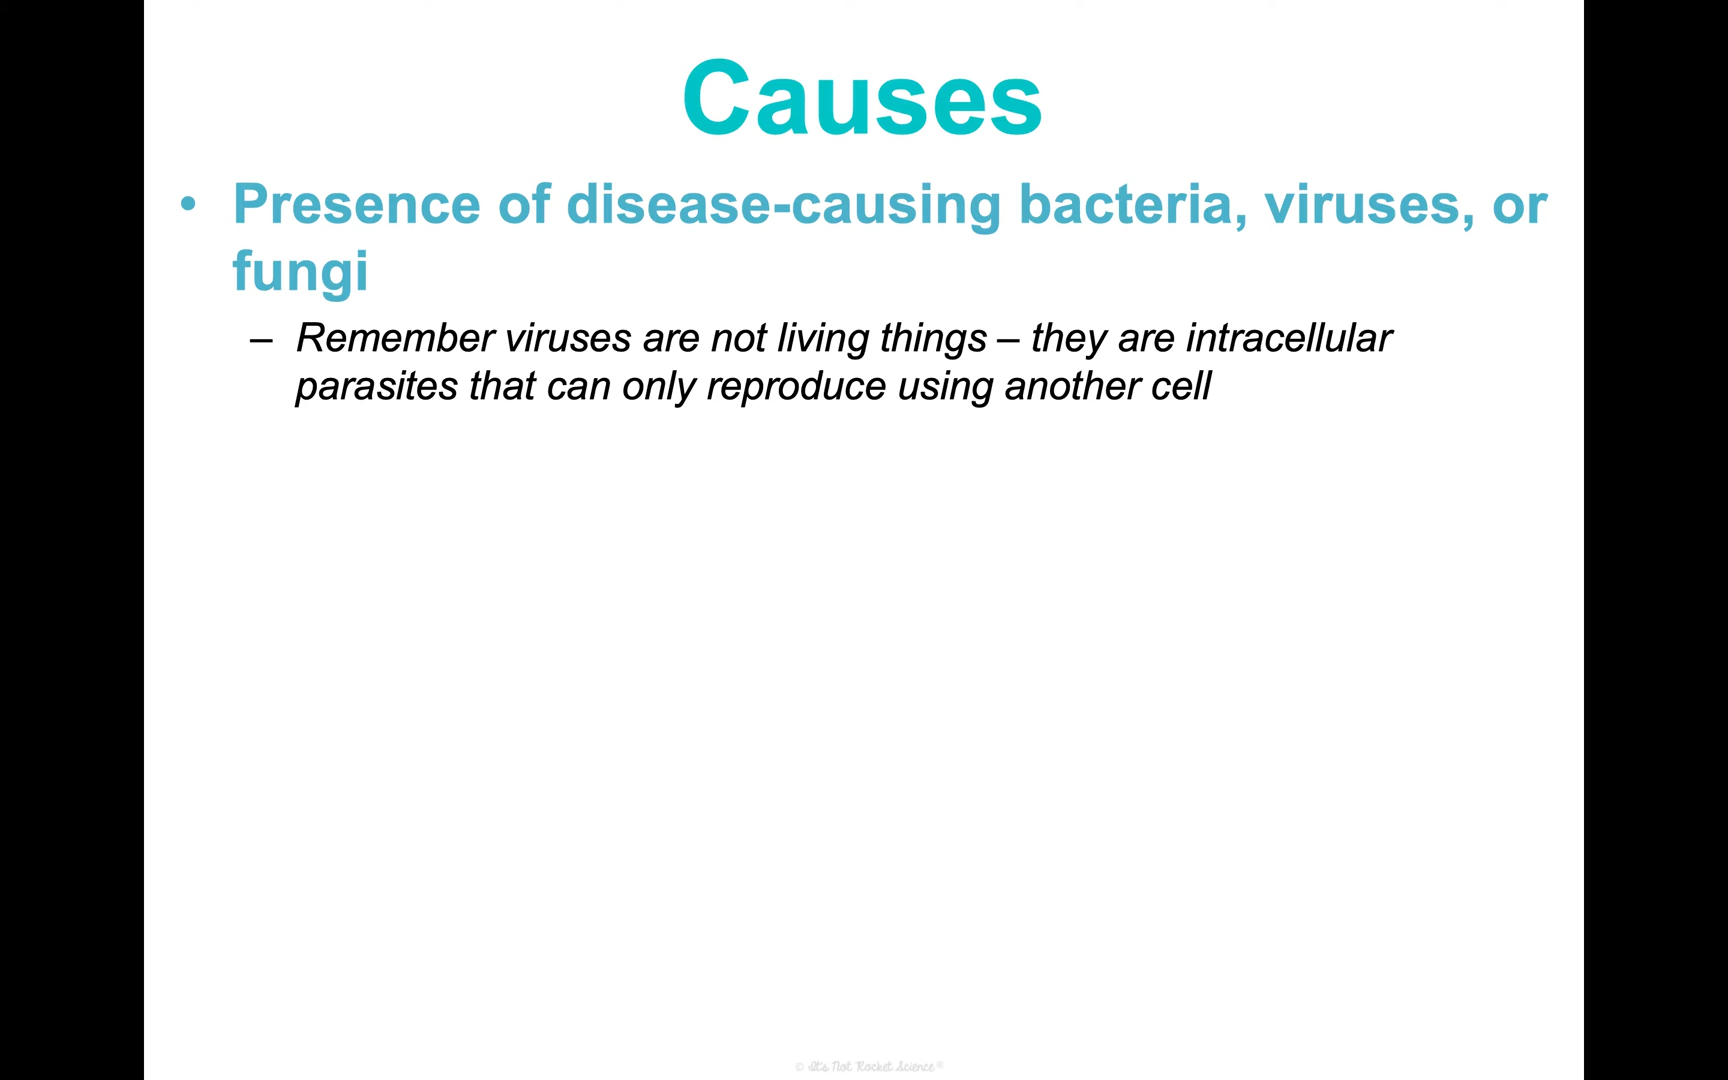 Causes
• Presence of disease-causing bacteria, viruses, or
fungi
– Remember viruses are not living things – they are intracellular
parasites that can only reproduce using another cell
© It's Not Rocket Science®